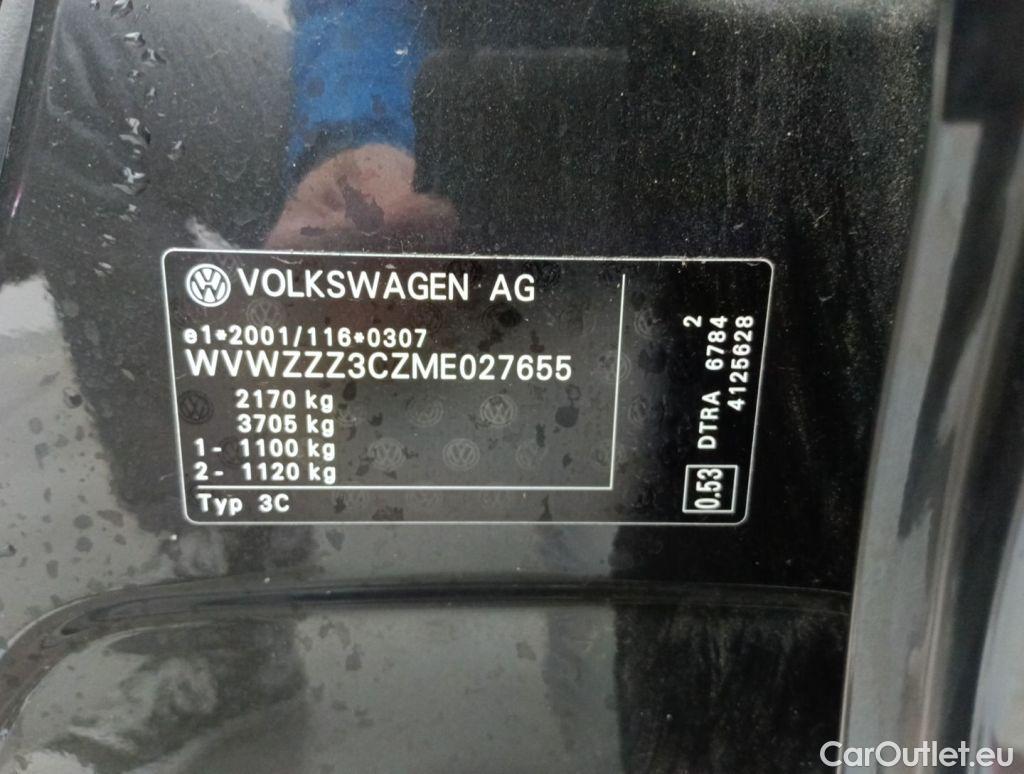 VOLKSWAGEN AG
e1*2001/116*0307
WVWZZZ3CZME027655
2170 kg
3705 kg
1- 1100 kg
2- 1120 kg
Typ 3C
0.53 DTRA 6784 2
4125628
CarOutlet.eu